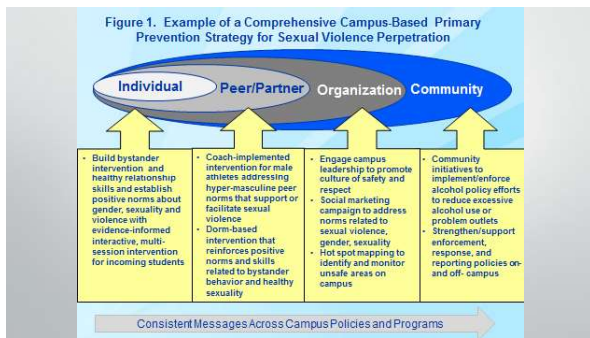 Figure 1. Example of a Comprehensive Campus-Based Primary
Prevention Strategy for Sexual Violence Perpetration
Individual
Peer/Partner
Organization
Community
• Build bystander
intervention and
healthy relationship
skills and establish
positive norms about
gender, sexuality and
violence with
evidence-informed
interactive, multi-
session intervention
for incoming students
• Coach-implemented
intervention for male
athletes addressing
hyper-masculine peer
norms that support or
facilitate sexual
violence
• Dorm-based
intervention that
reinforces positive
norms and skills
related to bystander
behavior and healthy
sexuality
• Engage campus
leadership to promote
culture of safety and
respect
• Social marketing
campaign to address
norms related to
sexual violence,
gender, sexuality
• Hot spot mapping to
identify and monitor
unsafe areas on
campus
• Community
initiatives to
implement/enforce
alcohol policy efforts
to reduce excessive
alcohol use or
problem outlets
• Strengthen/support
enforcement,
response, and
reporting policies on-
and off- campus
Consistent Messages Across Campus Policies and Programs